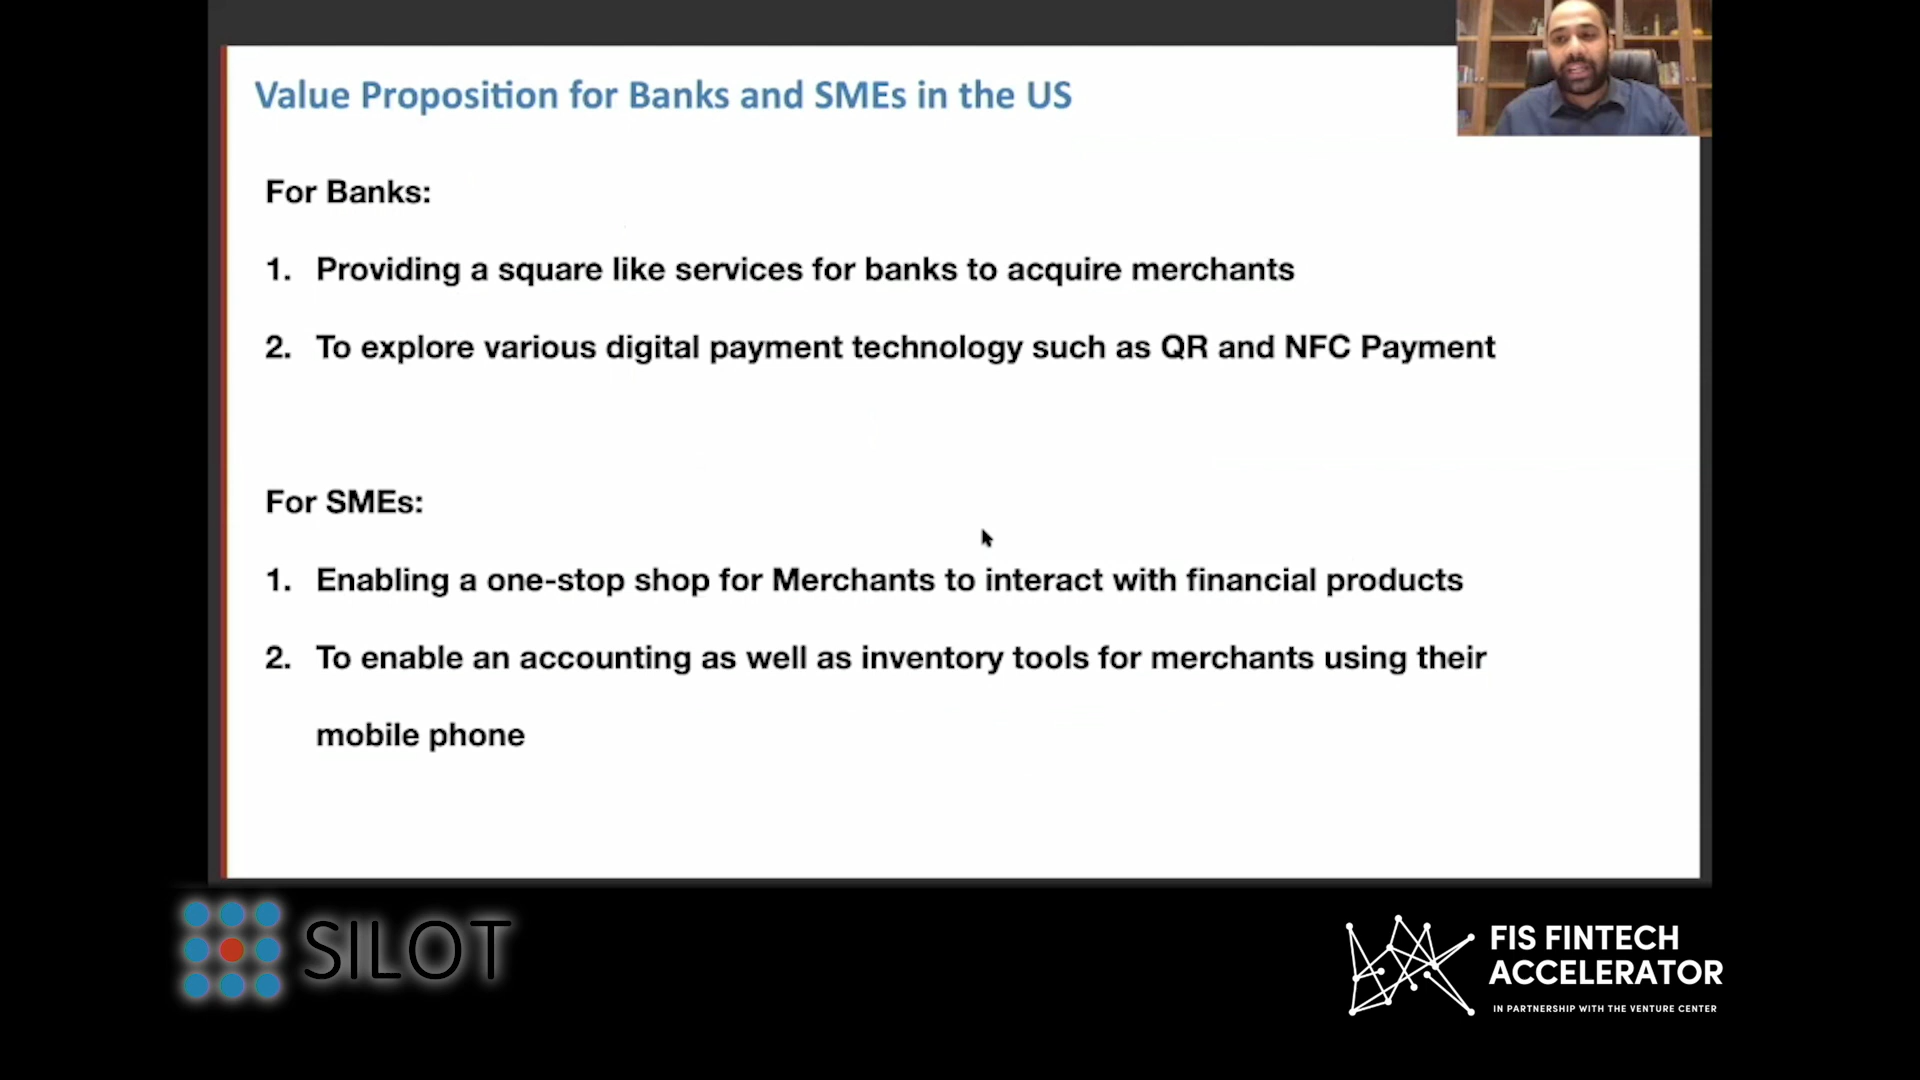 Value Proposition for Banks and SMEs in the US
For Banks:
1. Providing a square like services for banks to acquire merchants
2. To explore various digital payment technology such as QR and NFC Payment
For SMEs:
1. Enabling a one-stop shop for Merchants to interact with financial products
2. To enable an accounting as well as inventory tools for merchants using their
mobile phone
SILOT
FIS FINTECH
ACCELERATOR
IN PARTNERSHIP WITH THE VENTURE CENTER